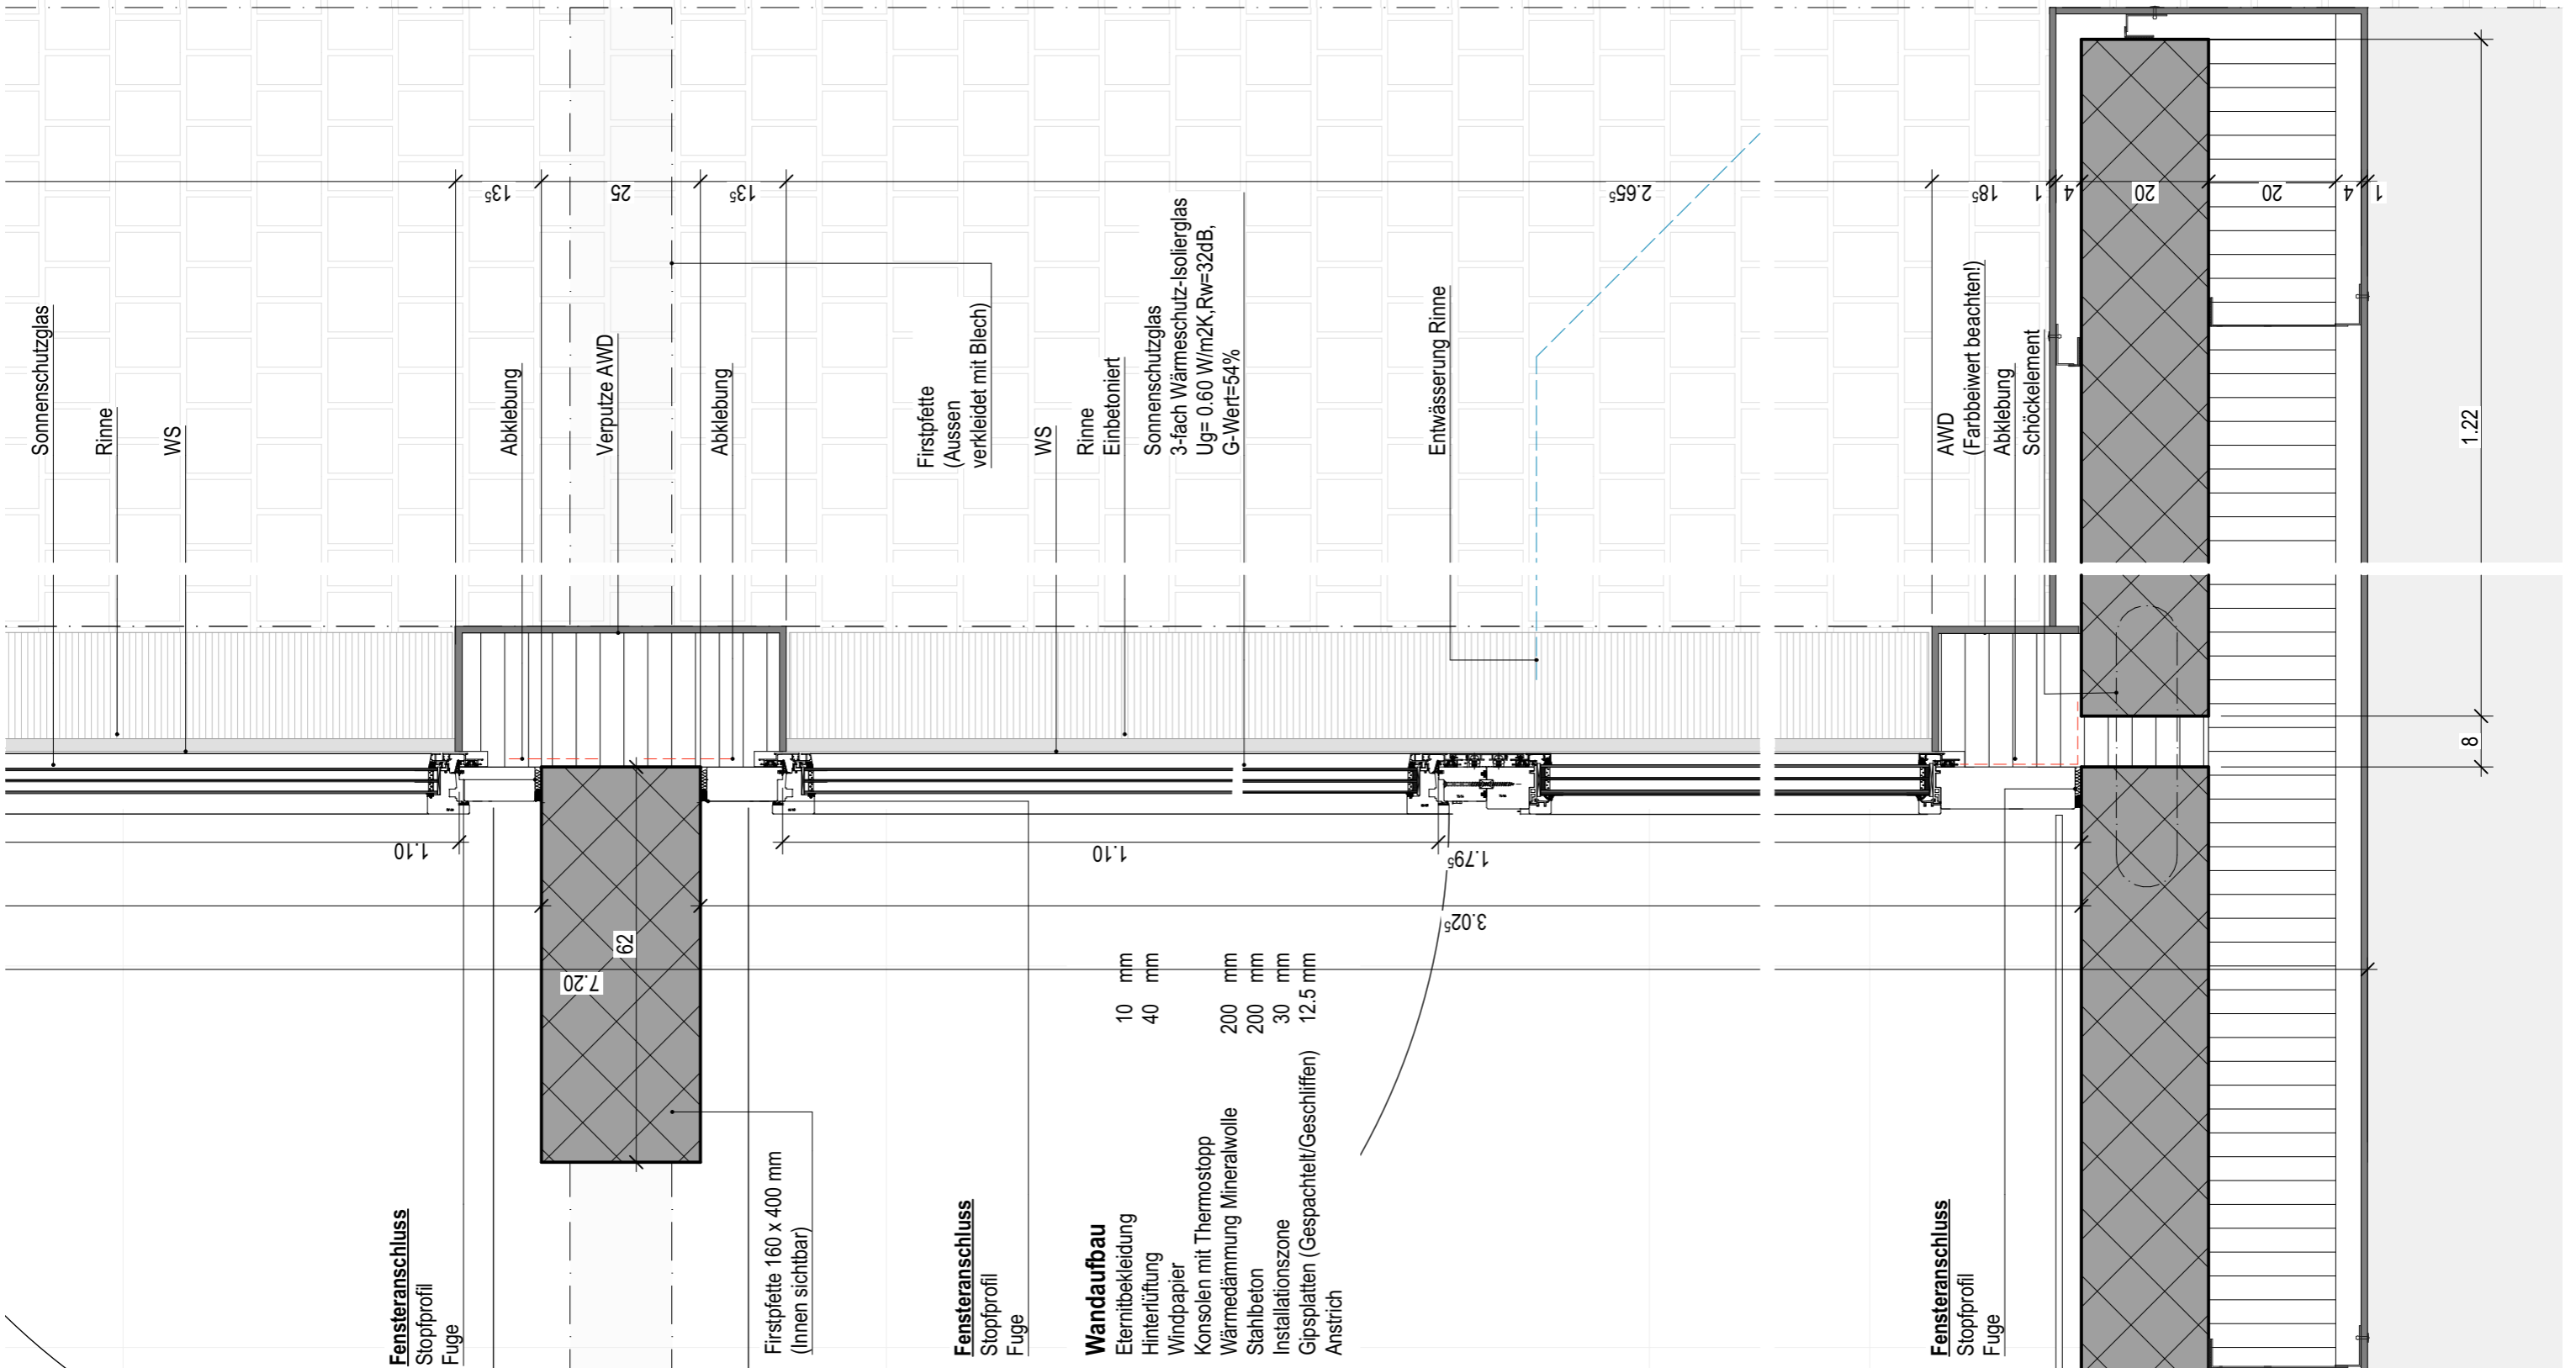 Sonnenschutzglas
Rinne
WS
Abklebung
Verputze AWD
Abklebung
Firstpfette
(Aussen
verkleidet mit Blech)
WS
Rinne
Einbetoniert
Sonnenschutzglas
3-fach Wärmeschutz-Isolierglas
Ug= 0.60 W/m2K,Rw=32dB,
G-Wert=54%
Entwässerung Rinne
AWD
(Farbbeiwert beachten!)
Abklebung
Schöckelement
13⁵
25
13⁵
2.65⁵
18⁵
1
4
20
20
4
1
1.22
8
1.10
1.10
1.79⁵
3.02⁵
7.20
62
Fensteranschluss
Stopfprofil
Fuge
Firstpfette 160 x 400 mm
(Innen sichtbar)
Fensteranschluss
Stopfprofil
Fuge
Wandaufbau
Eternitbekleidung 10 mm
Hinterlüftung 40 mm
Windpapier
Konsolen mit Thermostopp
Wärmedämmung Mineralwolle 200 mm
Stahlbeton 200 mm
Installationszone 30 mm
Gipsplatten (Gespachtelt/Geschliffen) 12.5 mm
Anstrich
Fensteranschluss
Stopfprofil
Fuge